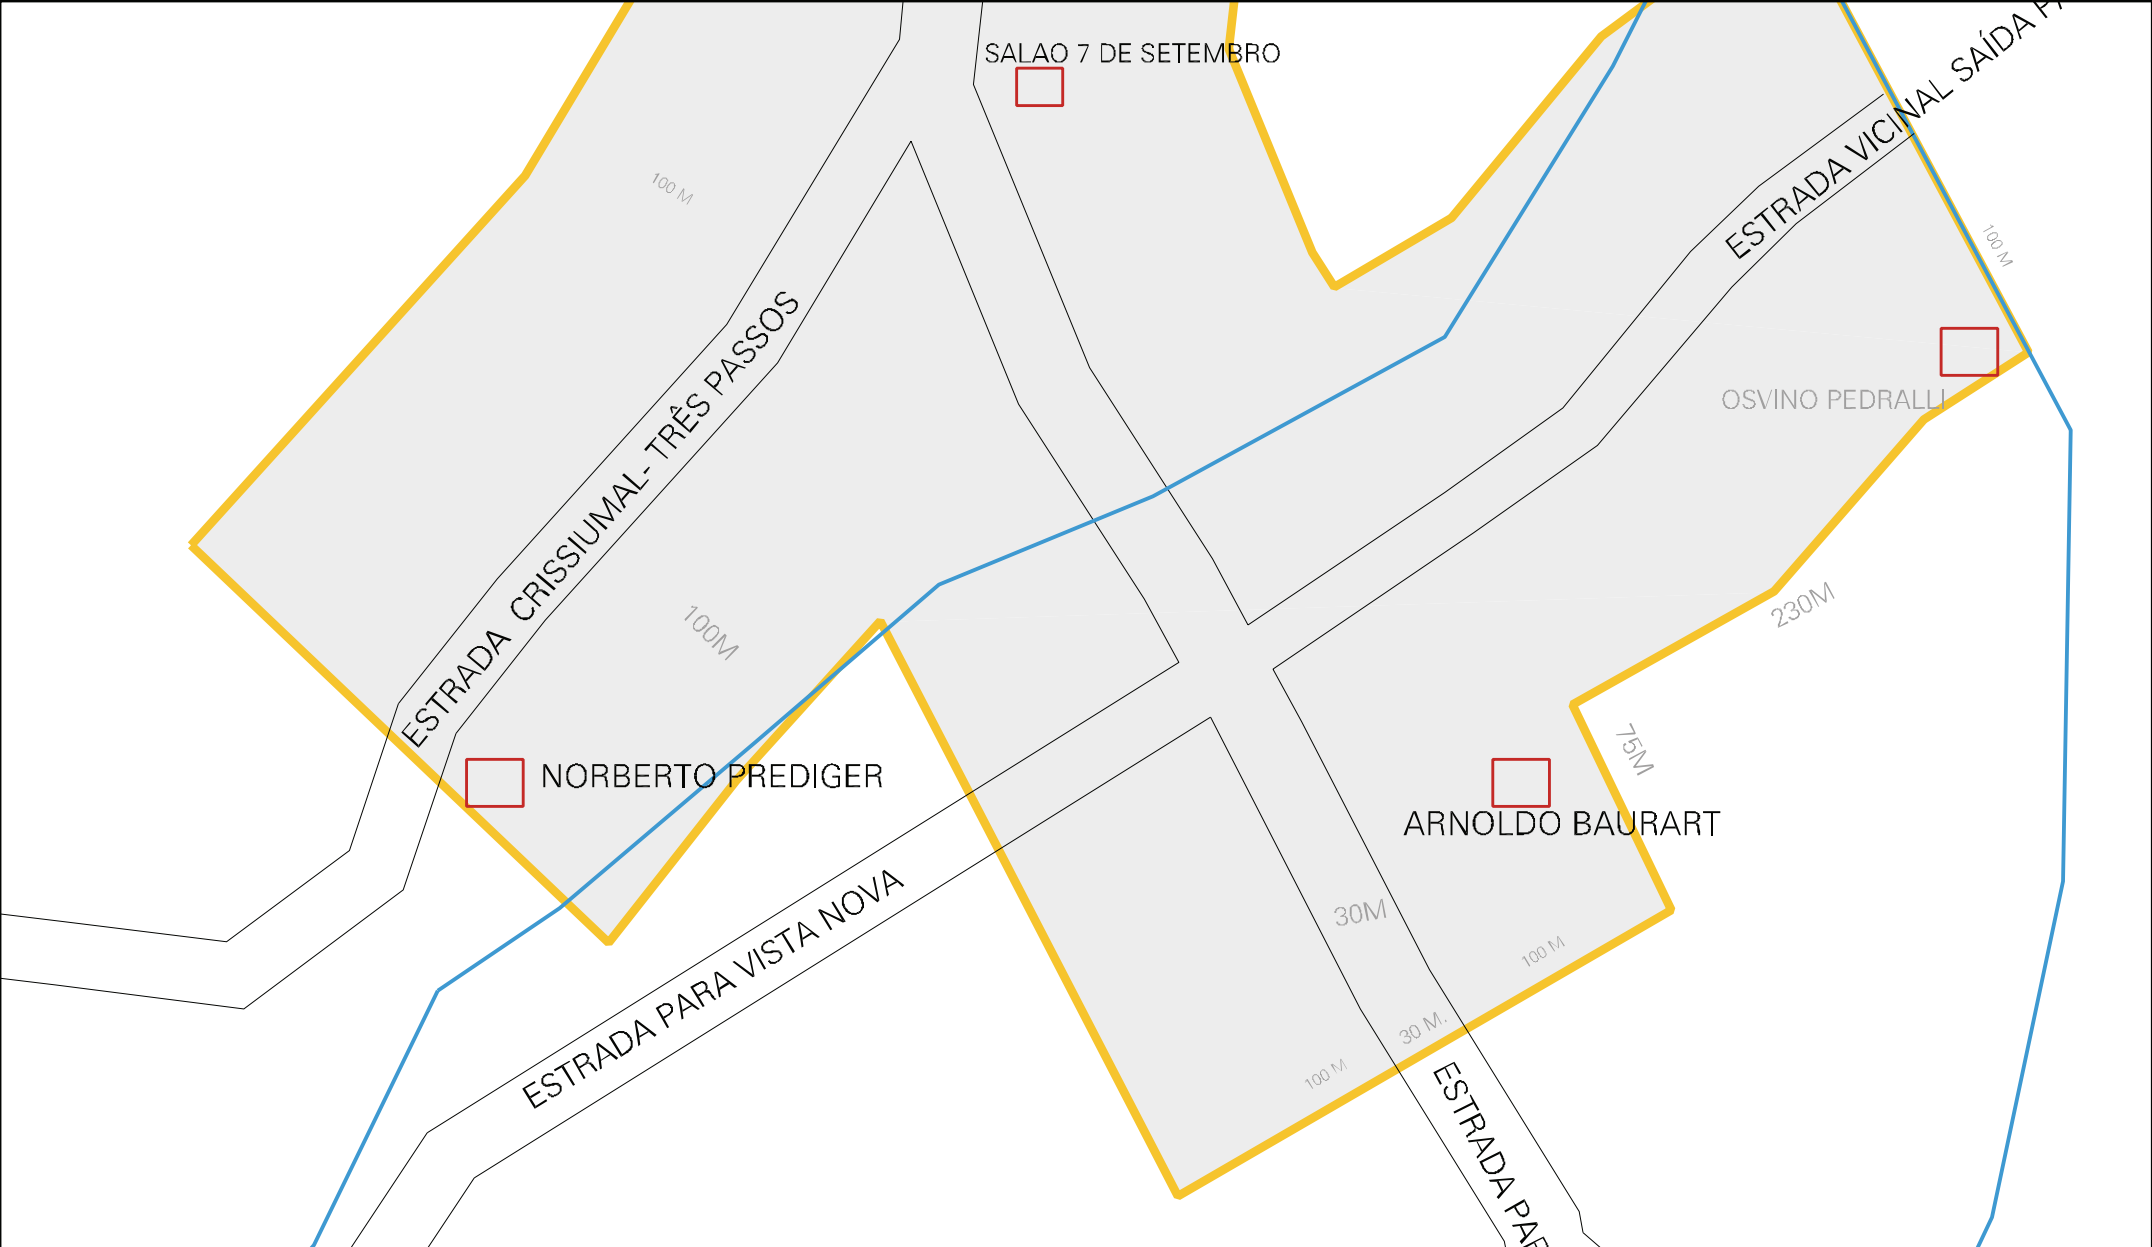 SALAO 7 DE SETEMBRO
ESTRADA VICINAL SAÍDA
100 M
100 M
ESTRADA CRISSIUMAL- TRÊS PASSOS
OSVINO PEDRALLI
100M
230M
75M
NORBERTO PREDIGER
ARNOLDO BAURART
30M
ESTRADA PARA VISTA NOVA
100 M
30 M.
100 M
ESTRADA